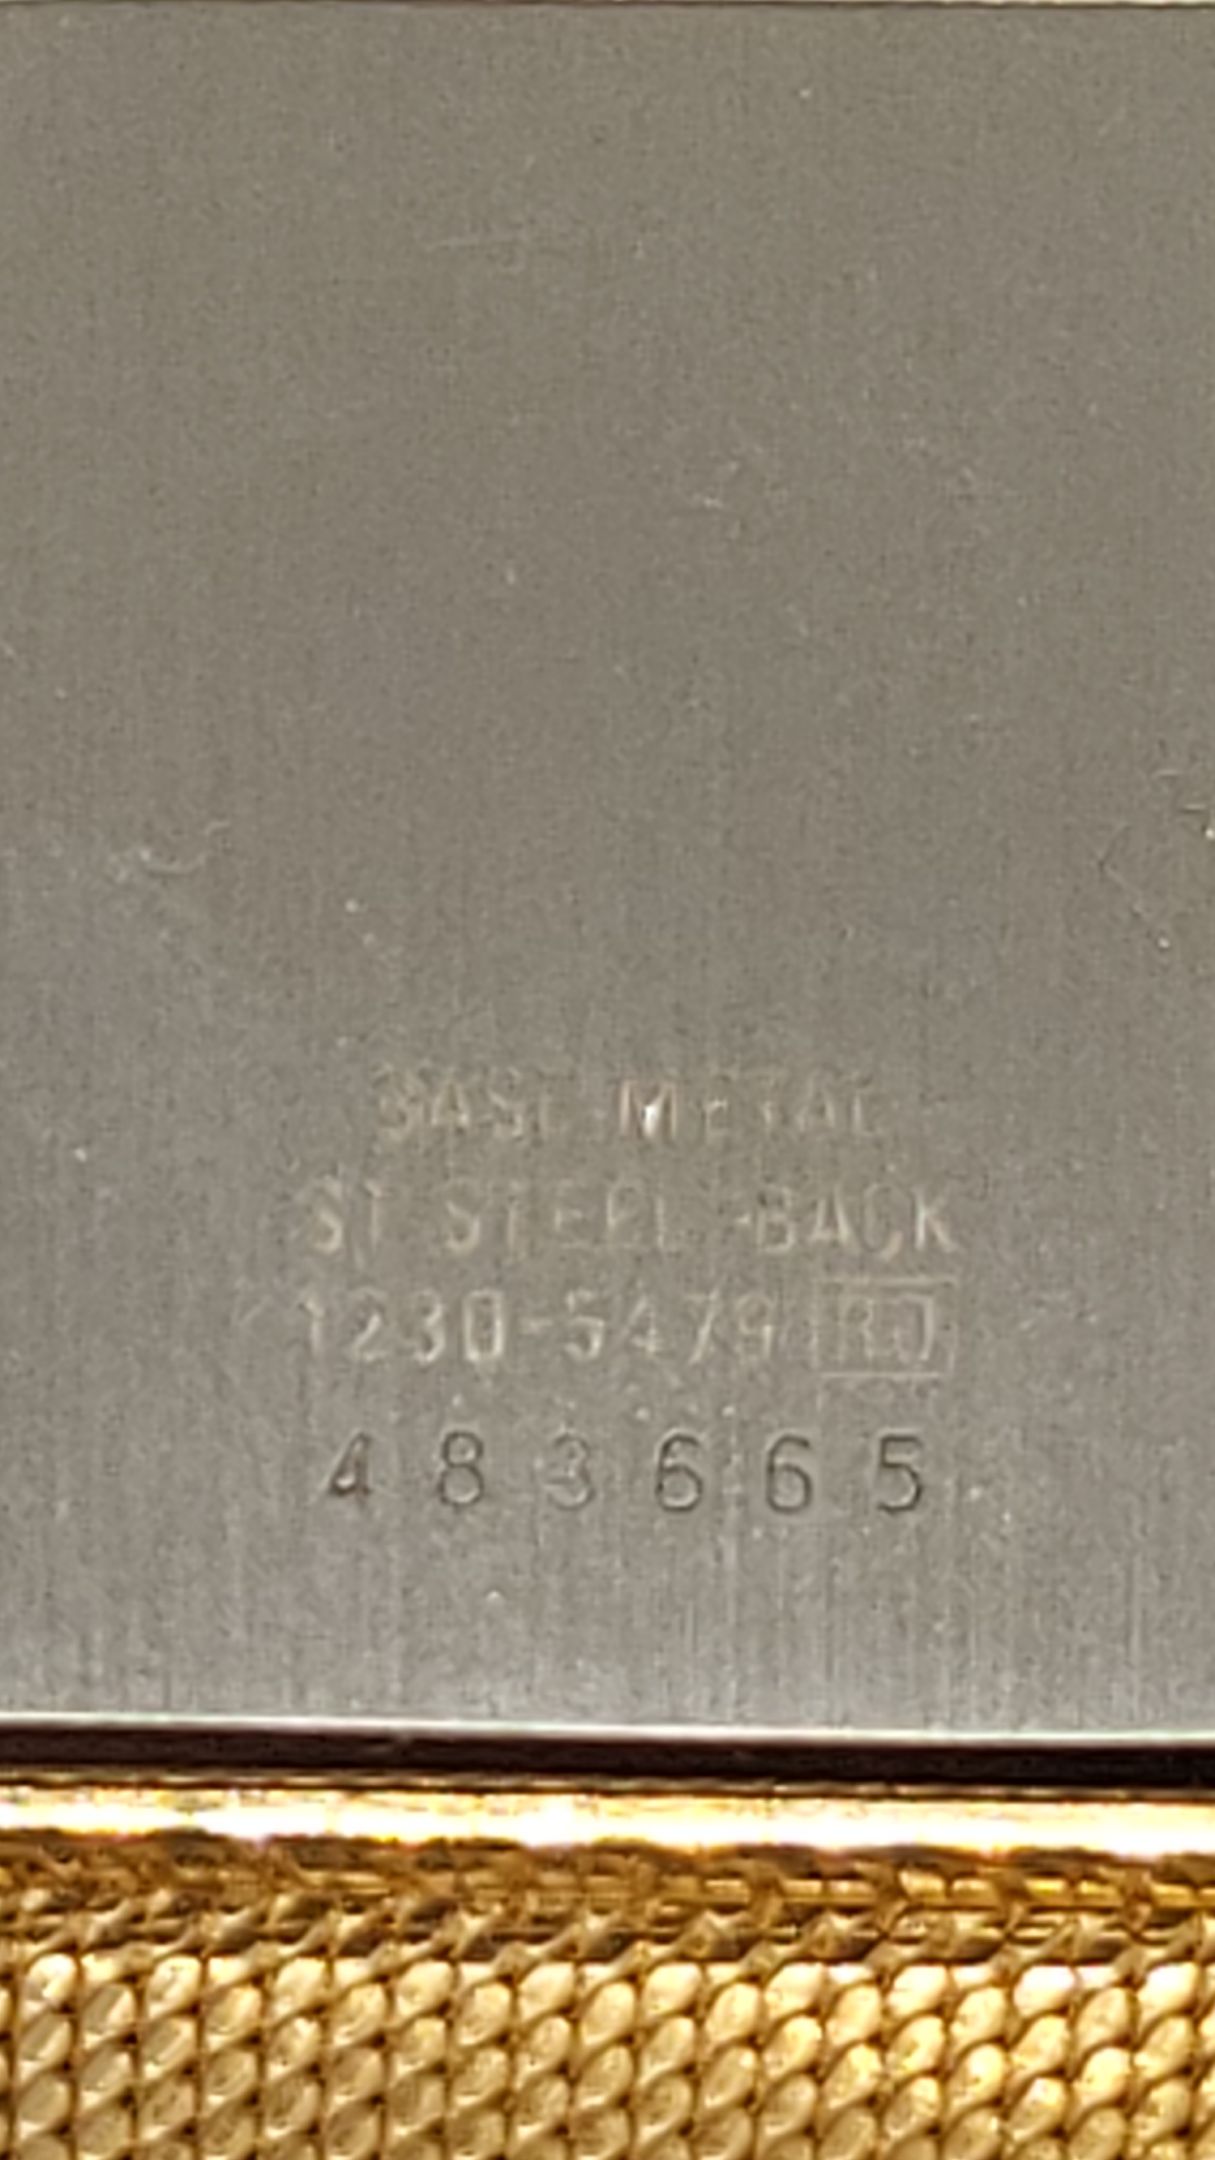 BASE METAL
ST STEEL BACK
1230-5479 RJ
483665